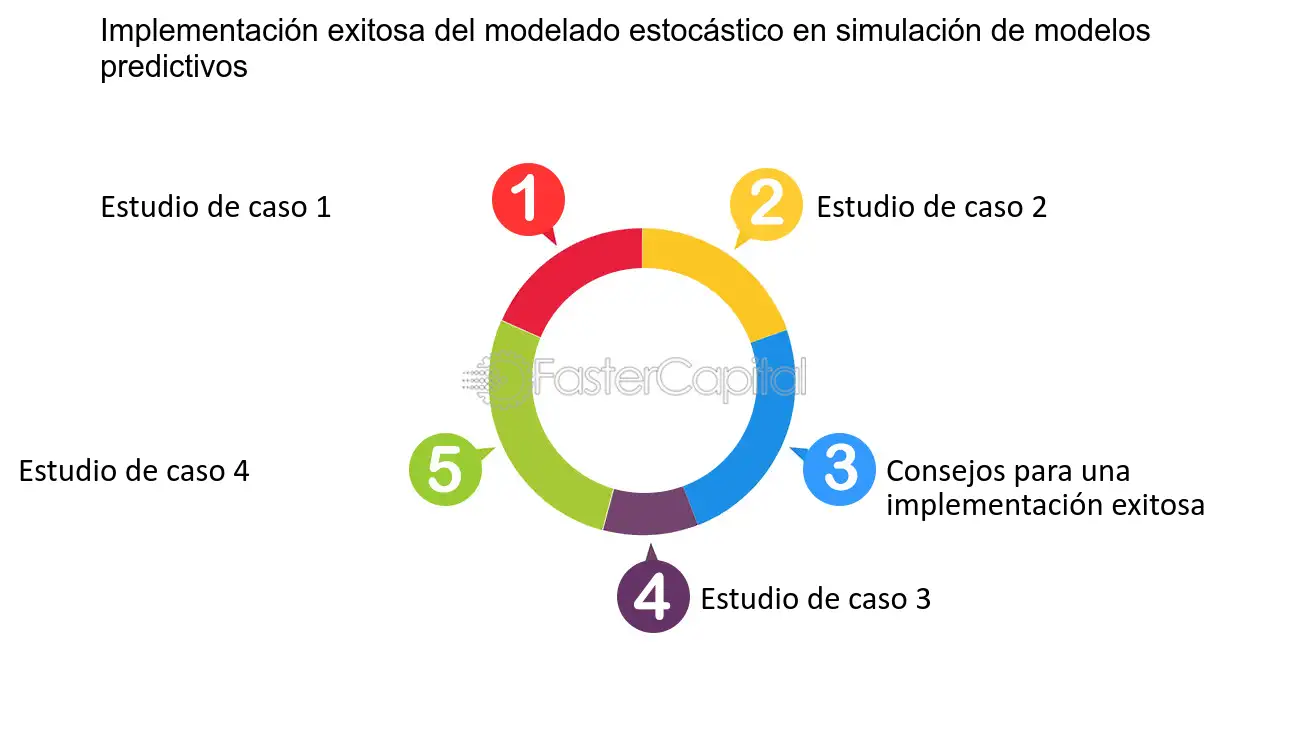 Implementación exitosa del modelado estocástico en simulación de modelos
predictivos
1
Estudio de caso 1
2
Estudio de caso 2
FasterCapital
3
Consejos para una
implementación exitosa
4
Estudio de caso 3
5
Estudio de caso 4